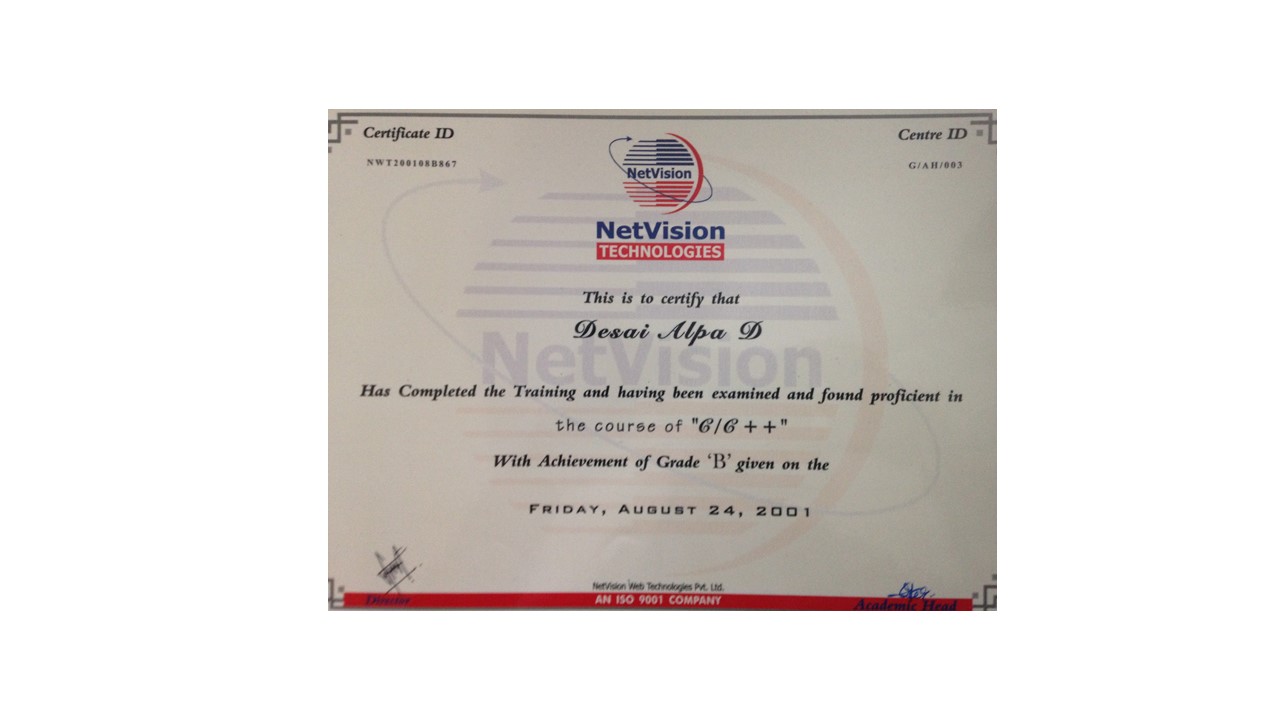 Certificate ID
Centre ID
NWT200108B867
G/AH/003
NetVision
NetVision
TECHNOLOGIES
This is to certify that
Desai Alpa D
NetVision
Has Completed the Training and having been examined and found proficient in
the course of "C/C ++"
With Achievement of Grade 'B' given on the
FRIDAY, AUGUST 24, 2001
NetVision Web Technologies Pvt. Ltd.
Director
AN ISO 9001 COMPANY
Academic Head